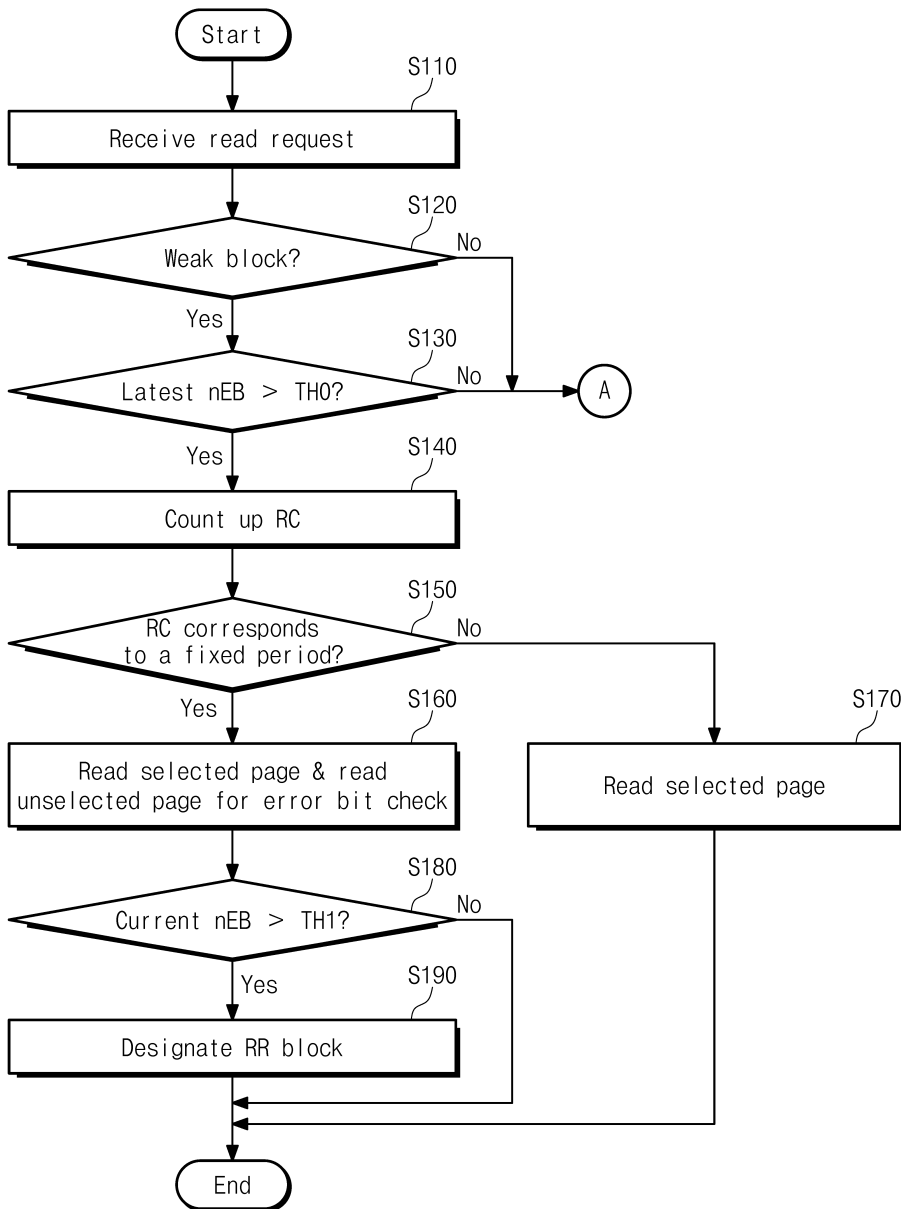 Start
S110
Receive read request
S120
Weak block?
No
Yes
S130
Latest nEB > TH0?
No
A
Yes
S140
Count up RC
S150
RC corresponds
to a fixed period?
No
Yes
S160
S170
Read selected page & read
unselected page for error bit check
Read selected page
S180
Current nEB > TH1?
No
Yes
S190
Designate RR block
End